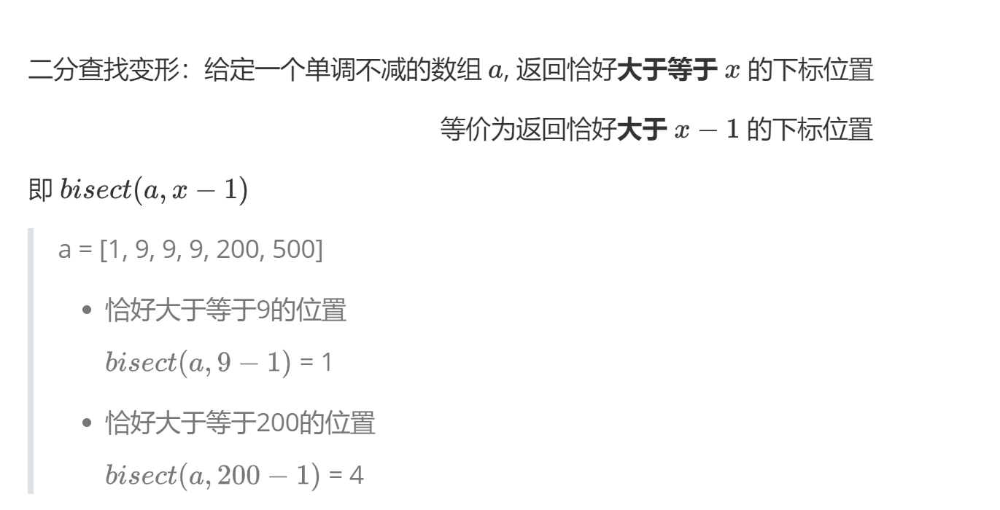 二分查找变形：给定一个单调不减的数组 a, 返回恰好大于等于 x 的下标位置
等价为返回恰好大于 x − 1 的下标位置
即 bisect(a, x − 1)
a = [1, 9, 9, 9, 200, 500]
• 恰好大于等于9的位置
bisect(a, 9 − 1) = 1
• 恰好大于等于200的位置
bisect(a, 200 − 1) = 4